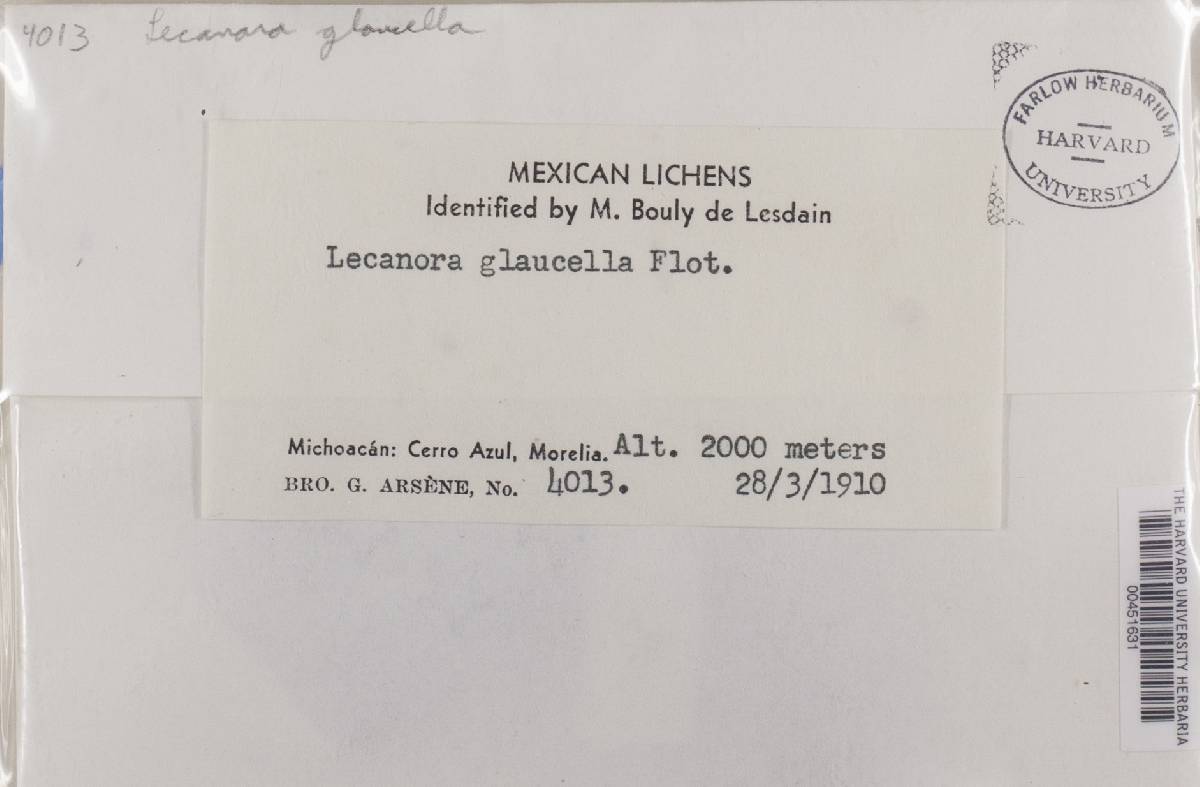 4013 Lecanora glaucella
FARLOW HERBARIUM
HARVARD
UNIVERSITY
MEXICAN LICHENS
Identified by M. Bouly de Lesdain
Lecanora glaucella Flot.
Michoacán: Cerro Azul, Morelia. Alt. 2000 meters
BRO. G. ARSÈNE, No. 4013. 28/3/1910
THE HARVARD UNIVERSITY HERBARIA
00451631